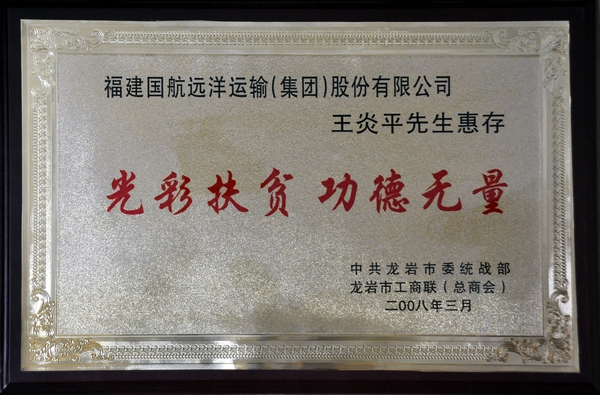 福建国航远洋运输(集团)股份有限公司
王炎平先生惠存
光彩扶贫 功德无量
中共龙岩市委统战部
龙岩市工商联(总商会)
二〇〇八年三月